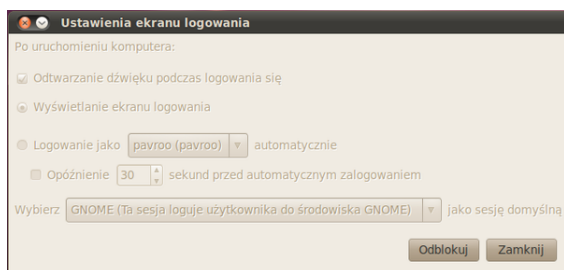 Ustawienia ekranu logowania
Po uruchomieniu komputera:
Odtwarzanie dźwięku podczas logowania się
Wyświetlanie ekranu logowania
Logowanie jako pavroo (pavroo) automatycznie
Opóźnienie 30 sekund przed automatycznym zalogowaniem
Wybierz GNOME (Ta sesja loguje użytkownika do środowiska GNOME) jako sesję domyślną
Odblokuj Zamknij